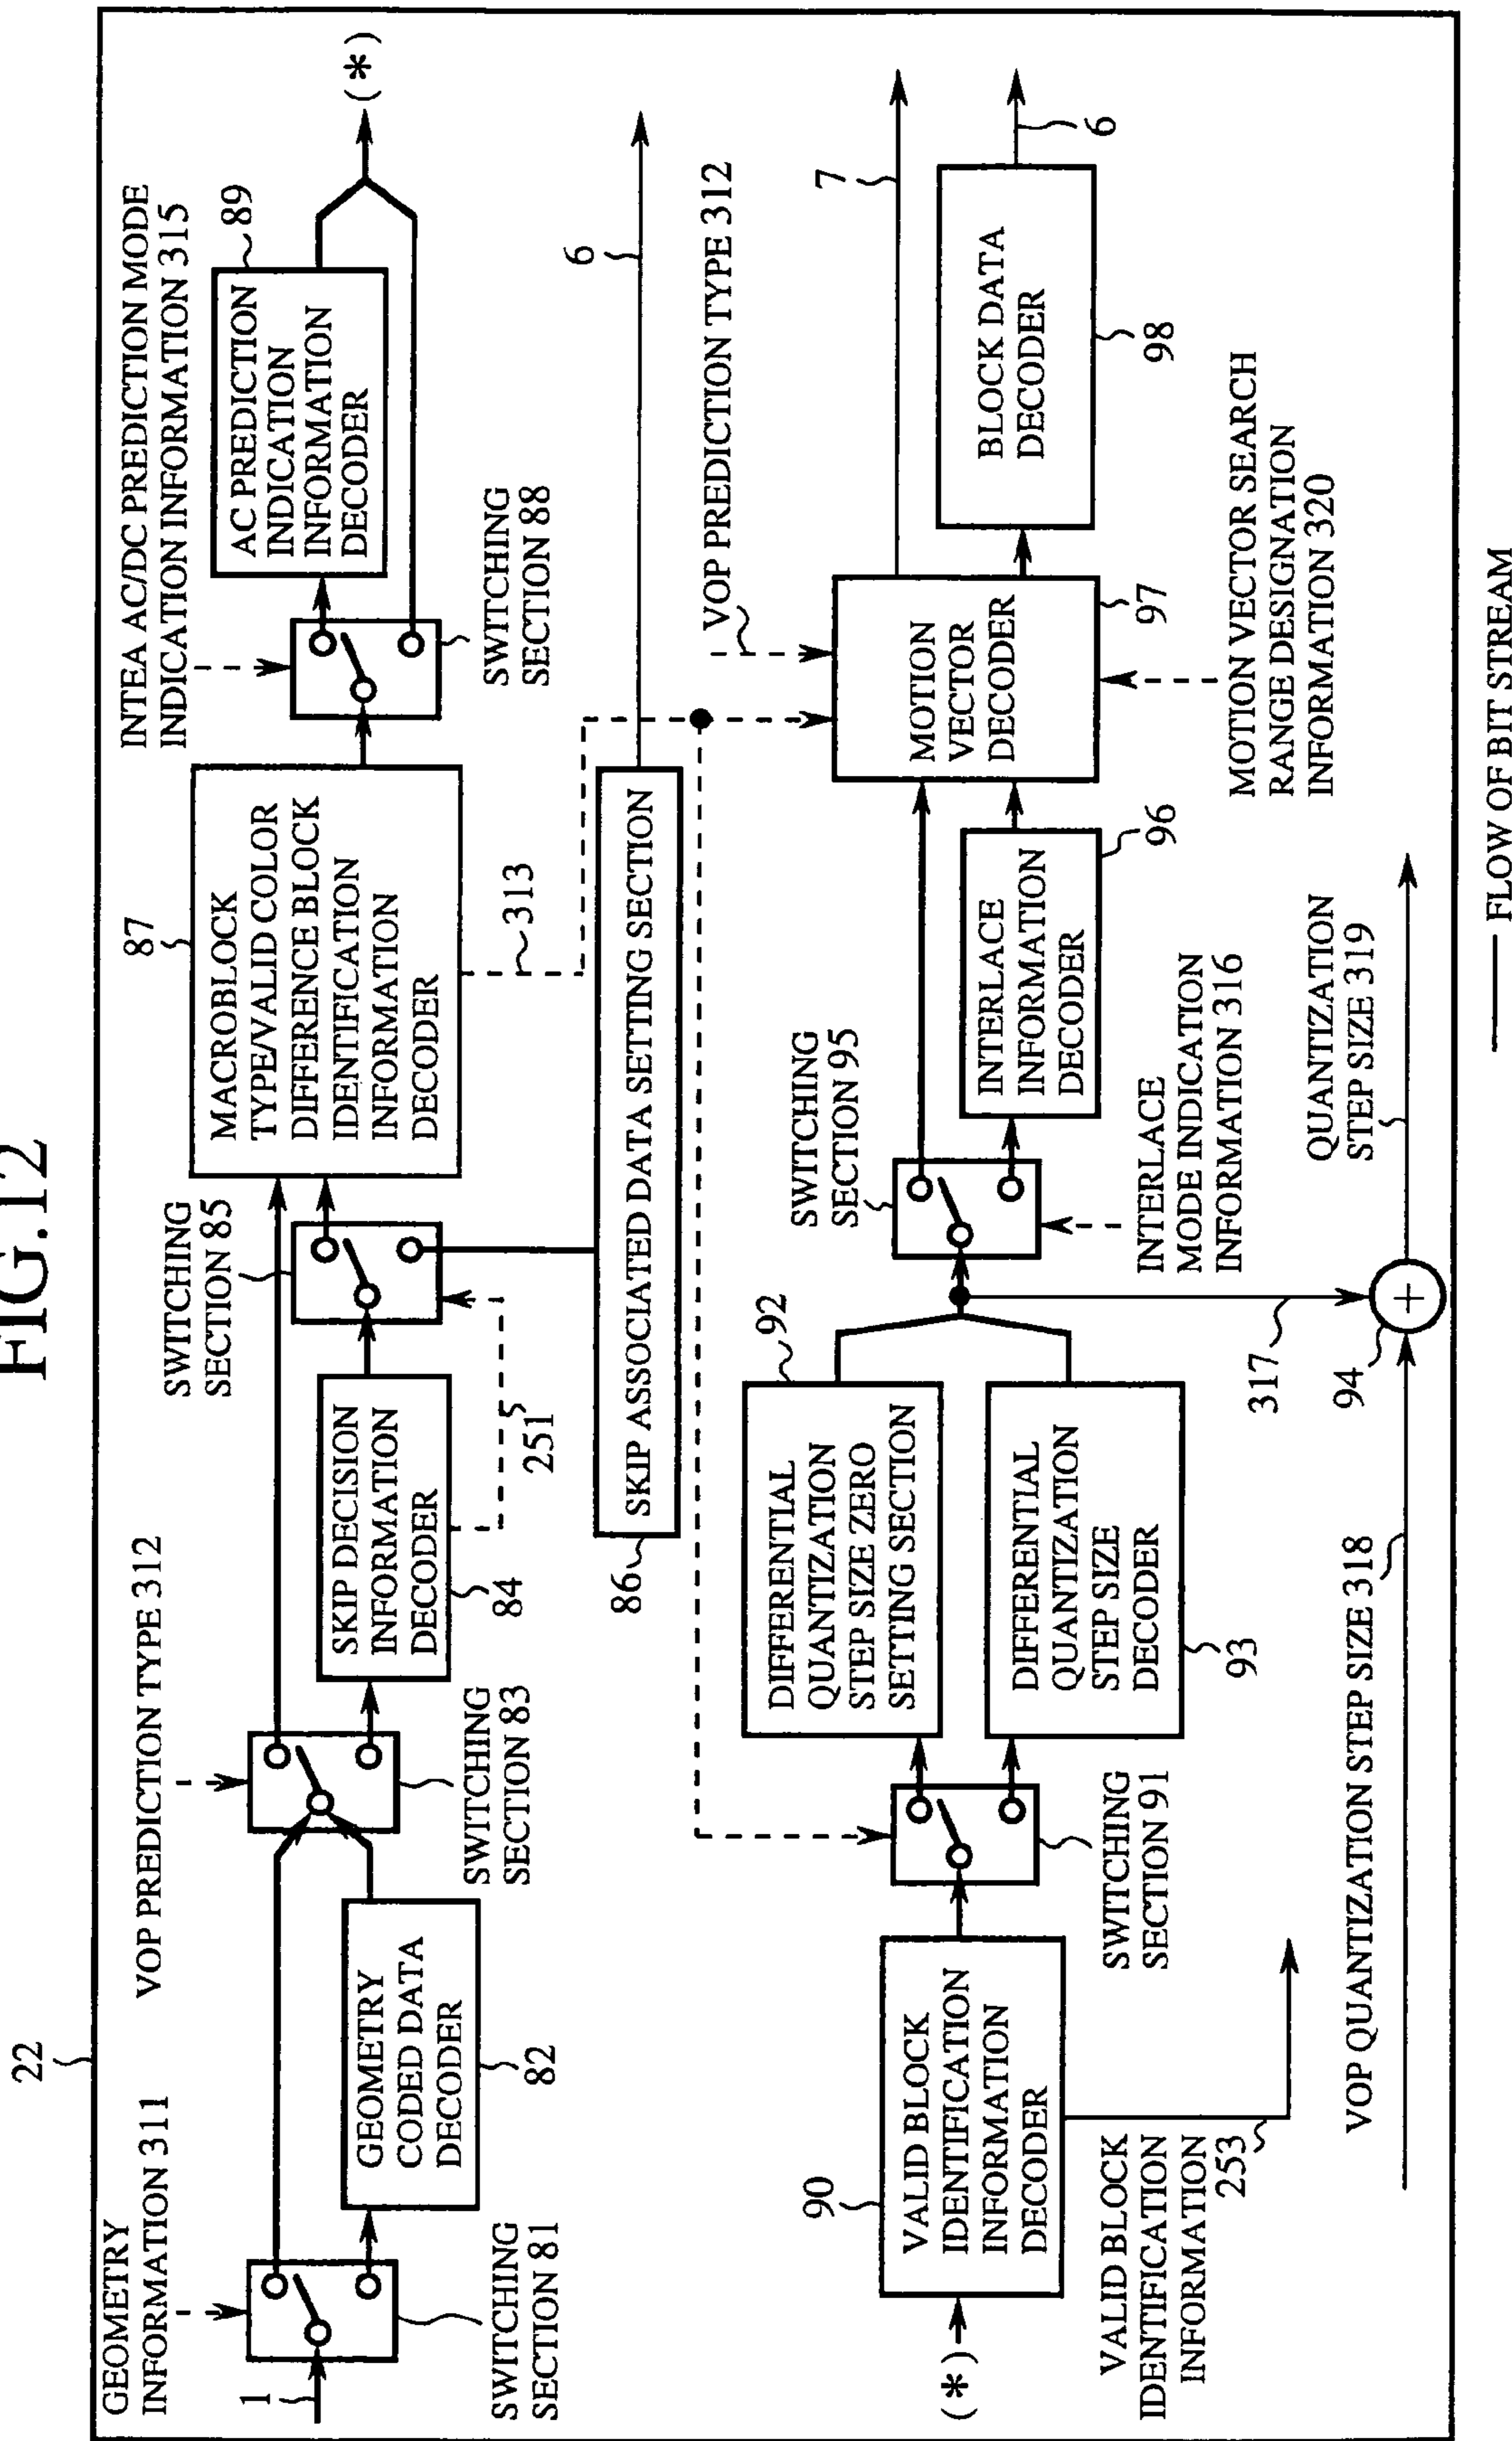 FIG.12
22
GEOMETRY
INFORMATION 311
1
SWITCHING
SECTION 81
GEOMETRY
CODED DATA
DECODER
82
VOP PREDICTION TYPE 312
SWITCHING
SECTION 83
SKIP DECISION
INFORMATION
DECODER
84
251
SWITCHING
SECTION 85
86
SKIP ASSOCIATED DATA SETTING SECTION
6
87
MACROBLOCK
TYPE/VALID COLOR
DIFFERENCE BLOCK
IDENTIFICATION
INFORMATION
DECODER
313
INTEA AC/DC PREDICTION MODE
INDICATION INFORMATION 315
SWITCHING
SECTION 88
AC PREDICTION
INDICATION
INFORMATION
DECODER
89
(*)
(*)
90
VALID BLOCK
IDENTIFICATION
INFORMATION
DECODER
VALID BLOCK
IDENTIFICATION
INFORMATION
253
SWITCHING
SECTION 91
DIFFERENTIAL
QUANTIZATION
STEP SIZE ZERO
SETTING SECTION
92
DIFFERENTIAL
QUANTIZATION
STEP SIZE
DECODER
93
317
94
+
VOP QUANTIZATION STEP SIZE 318
QUANTIZATION
STEP SIZE 319
SWITCHING
SECTION 95
INTERLACE
MODE INDICATION
INFORMATION 316
INTERLACE
INFORMATION
DECODER
96
VOP PREDICTION TYPE 312
MOTION
VECTOR
DECODER
97
MOTION VECTOR SEARCH
RANGE DESIGNATION
INFORMATION 320
7
BLOCK DATA
DECODER
98
6
FLOW OF BIT STREAM